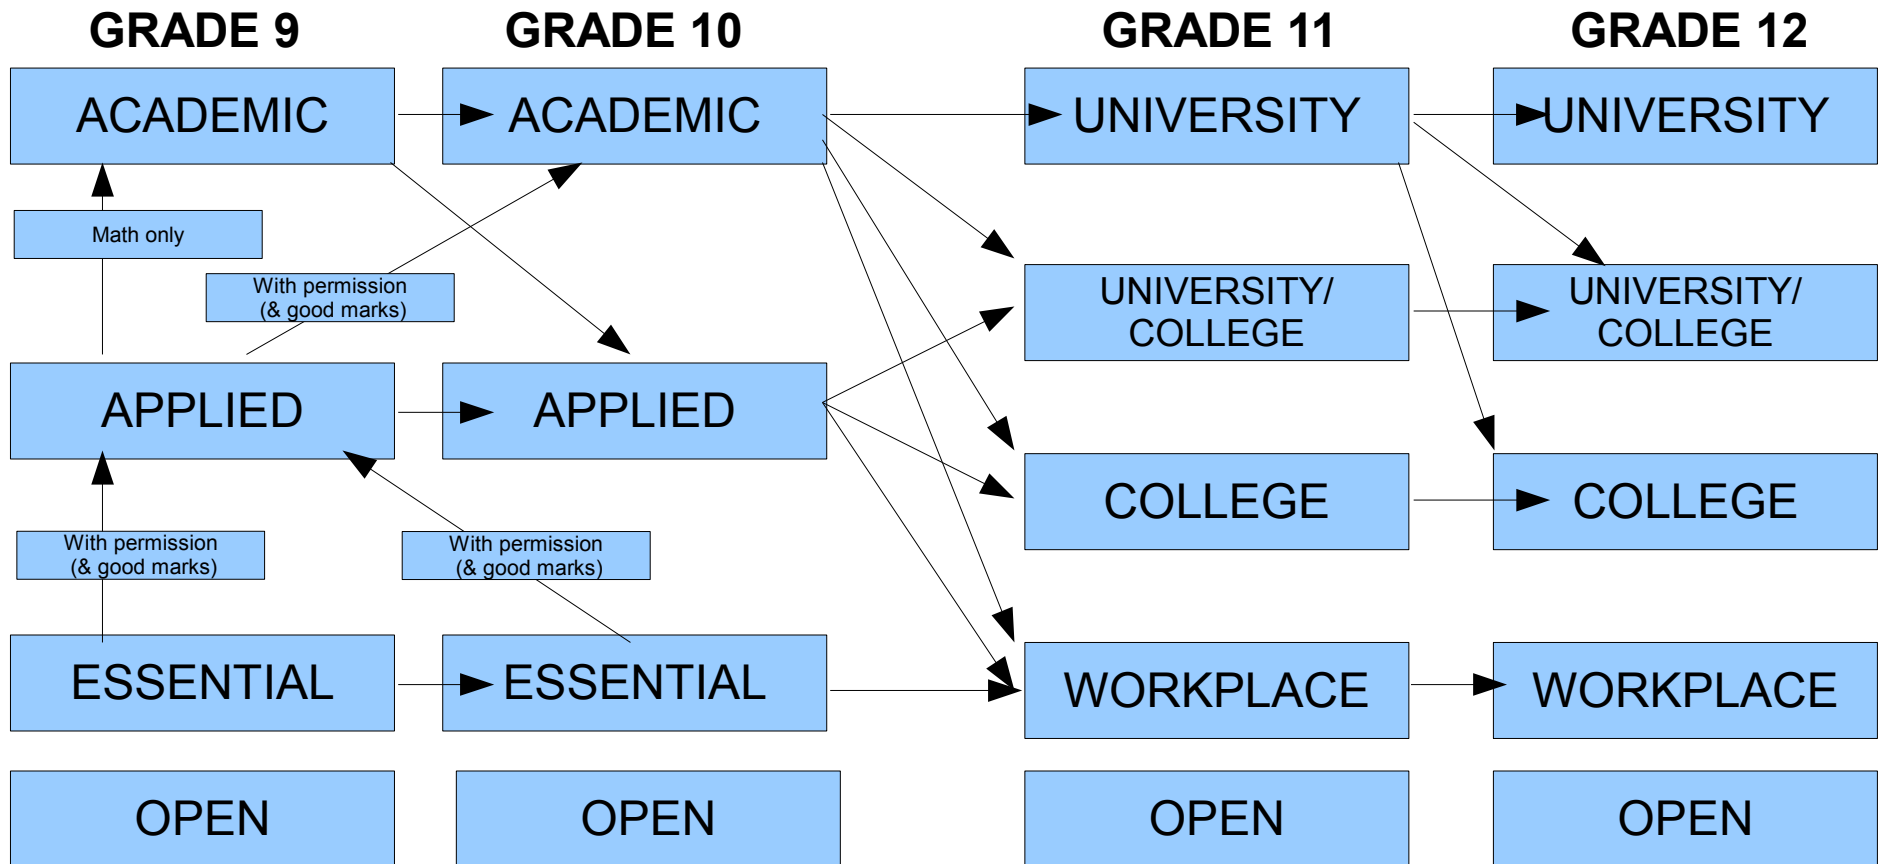 GRADE 9
GRADE 10
GRADE 11
GRADE 12
ACADEMIC
ACADEMIC
UNIVERSITY
UNIVERSITY
Math only
With permission
(& good marks)
UNIVERSITY/
COLLEGE
UNIVERSITY/
COLLEGE
APPLIED
APPLIED
COLLEGE
COLLEGE
With permission
(& good marks)
With permission
(& good marks)
ESSENTIAL
ESSENTIAL
WORKPLACE
WORKPLACE
OPEN
OPEN
OPEN
OPEN